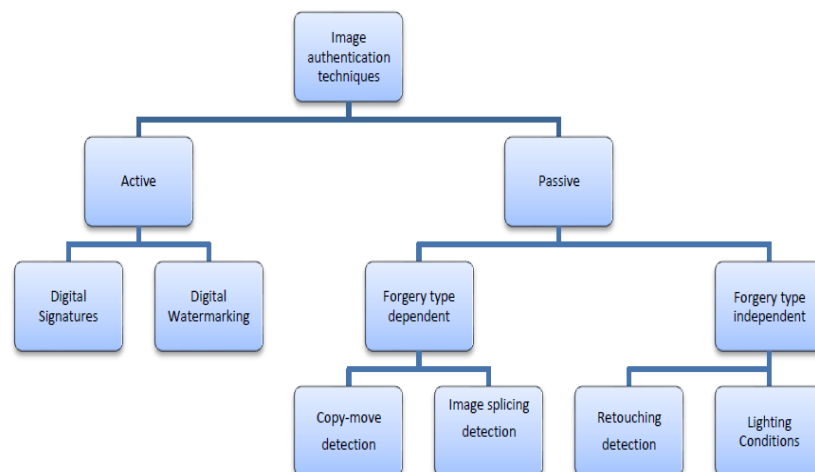 Image
authentication
techniques
Active
Passive
Digital
Signatures
Digital
Watermarking
Forgery type
dependent
Forgery type
independent
Copy-move
detection
Image splicing
detection
Retouching
detection
Lighting
Conditions